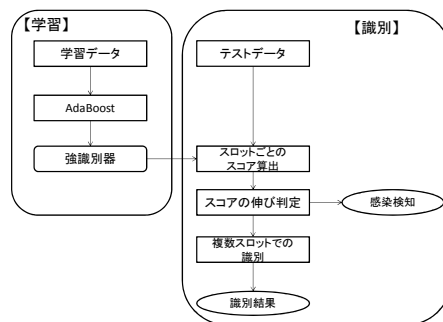 【学習】
学習データ
AdaBoost
強識別器
【識別】
テストデータ
スロットごとの
スコア算出
スコアの伸び判定
感染検知
複数スロットでの
識別
識別結果